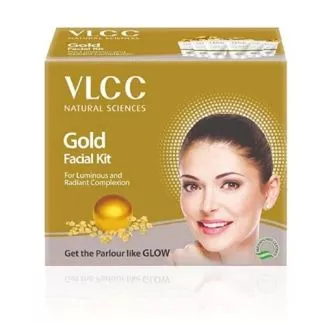 VLCC
NATURAL SCIENCES
Gold
Facial Kit
For Luminous and
Radiant Complexion
Get the Parlour like GLOW